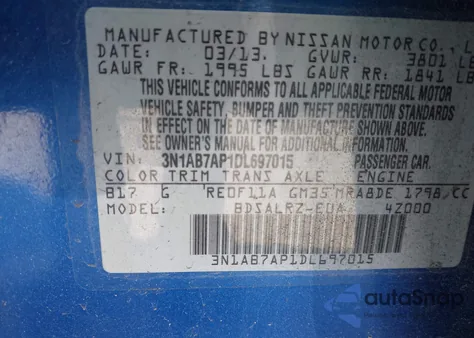 MANUFACTURED BY NISSAN MOTOR CO.,
DATE: 03/13. GVWR: 3801 LB
GAWR FR: 1995 LBS GAWR RR: 1841 LB
THIS VEHICLE CONFORMS TO ALL APPLICABLE FEDERAL MOTOR
VEHICLE SAFETY, BUMPER AND THEFT PREVENTION STANDARDS
IN EFFECT ON THE DATE OF MANUFACTURE SHOWN ABOVE.
SEE OWNER'S MANUAL FOR ADDITIONAL INFORMATION.
VIN: 3N1AB7AP1DL697015 PASSENGER CAR.
COLOR TRIM TRANS AXLE ENGINE
B17 G RE0F11A GM35 MRA8DE 1798/CC
MODEL: BDSALRZ-EUA 4Z000
3N1AB7AP1DL697015
autoSnap